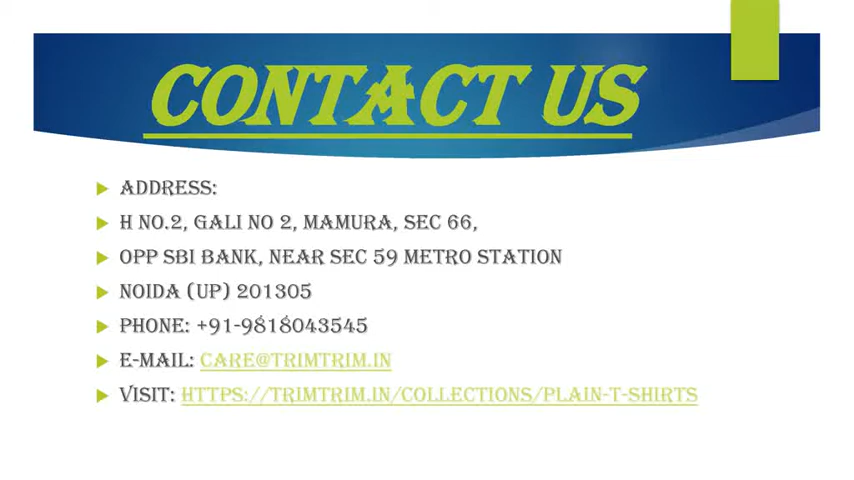 CONTACT US
ADDRESS:
H NO.2, GALI NO 2, MAMURA, SEC 66,
OPP SBI BANK, NEAR SEC 59 METRO STATION
NOIDA (UP) 201305
PHONE: +91-9818043545
E-MAIL: CARE@TRIMTRIM.IN
VISIT: HTTPS://TRIMTRIM.IN/COLLECTIONS/PLAIN-T-SHIRTS